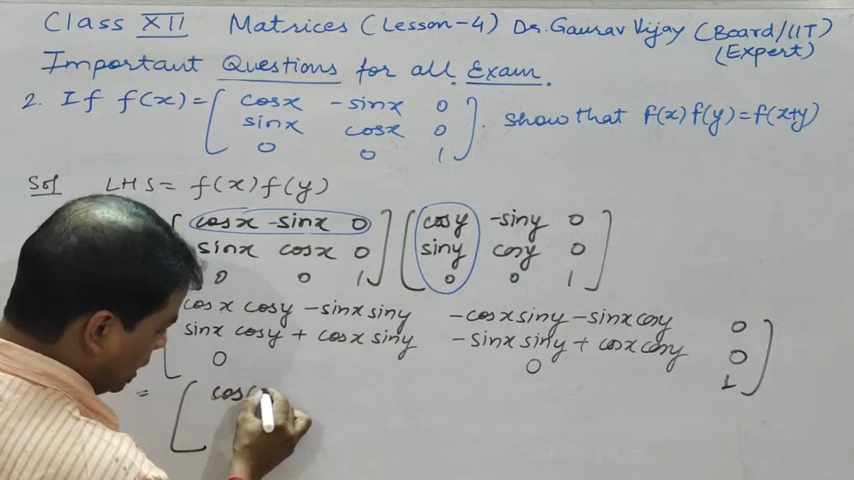 Class XII Matrices (Lesson-4) Dr. Gaurav Vijay (Board/IIT)
(Expert)
Important Questions for all Exam.
2. If f(x) = [ cosx -sinx 0
sinx cosx 0
0 0 1 ]. show that f(x) f(y) = f(x+y)
Sol LHS = f(x) f(y)
[ cosx -sinx 0 ] [ cosy -siny 0 ]
sinx cosx 0 siny cosy 0
0 0 1 0 0 1
cosx cosy - sinx siny -cosx siny - sinx cosy 0
sinx cosy + cosx siny -sinx siny + cosx cosy 0
0 0 1
= [ cos(